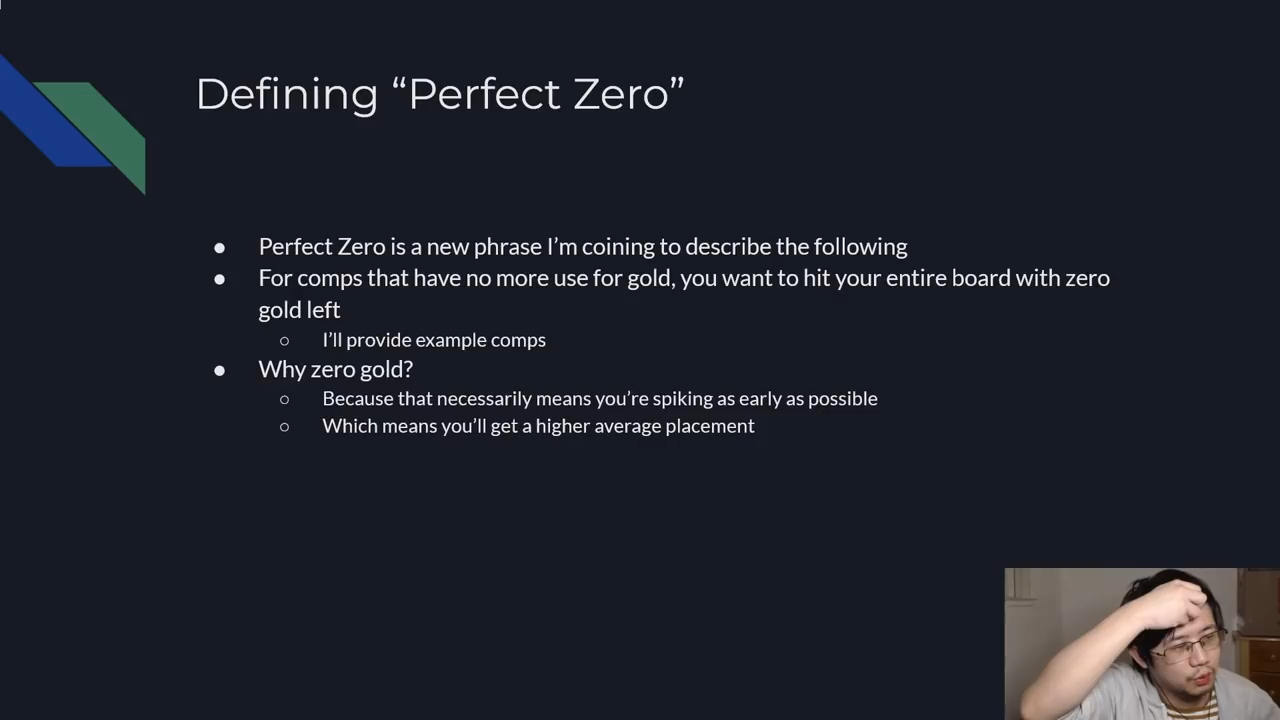 Defining “Perfect Zero”
● Perfect Zero is a new phrase I’m coining to describe the following
● For comps that have no more use for gold, you want to hit your entire board with zero
gold left
○ I’ll provide example comps
● Why zero gold?
○ Because that necessarily means you’re spiking as early as possible
○ Which means you’ll get a higher average placement